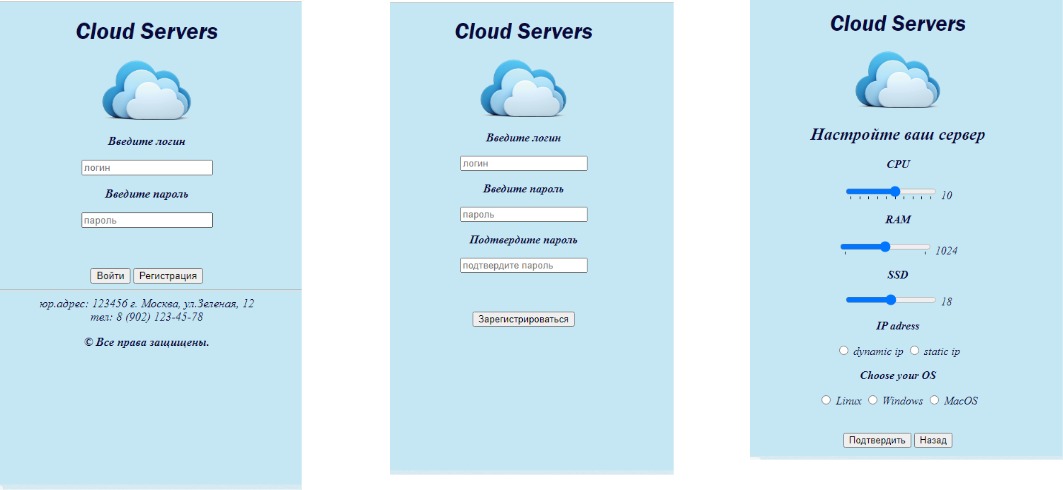 Cloud Servers
Введите логин
логин
Введите пароль
пароль
Войти Регистрация
юр.адрес: 123456 г. Москва, ул.Зеленая, 12
тел: 8 (902) 123-45-78
© Все права защищены.
Cloud Servers
Введите логин
логин
Введите пароль
пароль
Подтвердите пароль
подтвердите пароль
Зарегистрироваться
Cloud Servers
Настройте ваш сервер
CPU
10
RAM
1024
SSD
18
IP adress
dynamic ip static ip
Choose your OS
Linux Windows MacOS
Подтвердить Назад